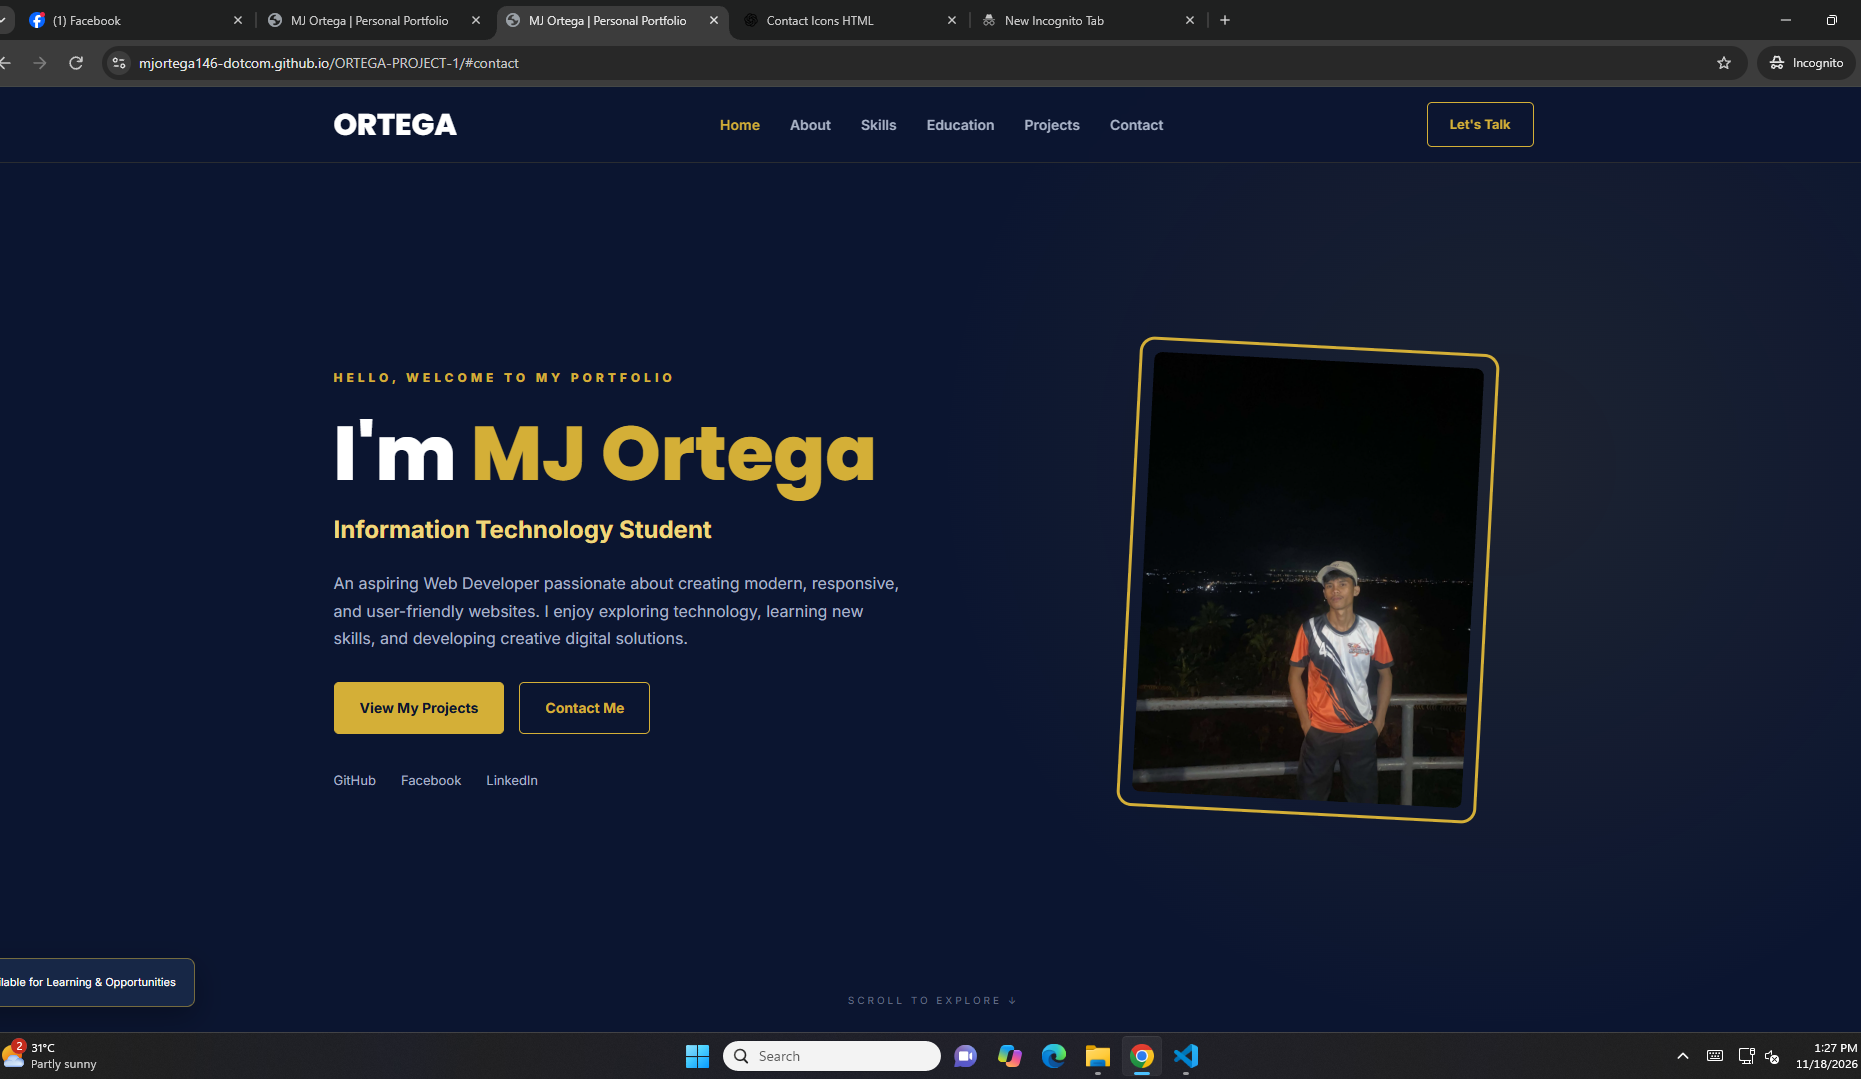 (1) Facebook
MJ Ortega | Personal Portfolio
MJ Ortega | Personal Portfolio
Contact Icons HTML
New Incognito Tab
mjortega146-dotcom.github.io/ORTEGA-PROJECT-1/#contact
Incognito
ORTEGA
Home
About
Skills
Education
Projects
Contact
Let's Talk
HELLO, WELCOME TO MY PORTFOLIO
I'm MJ Ortega
Information Technology Student
An aspiring Web Developer passionate about creating modern, responsive,
and user-friendly websites. I enjoy exploring technology, learning new
skills, and developing creative digital solutions.
View My Projects
Contact Me
GitHub
Facebook
LinkedIn
ilable for Learning & Opportunities
SCROLL TO EXPLORE ↓
2
31°C
Partly sunny
Search
1:27 PM
11/18/2026